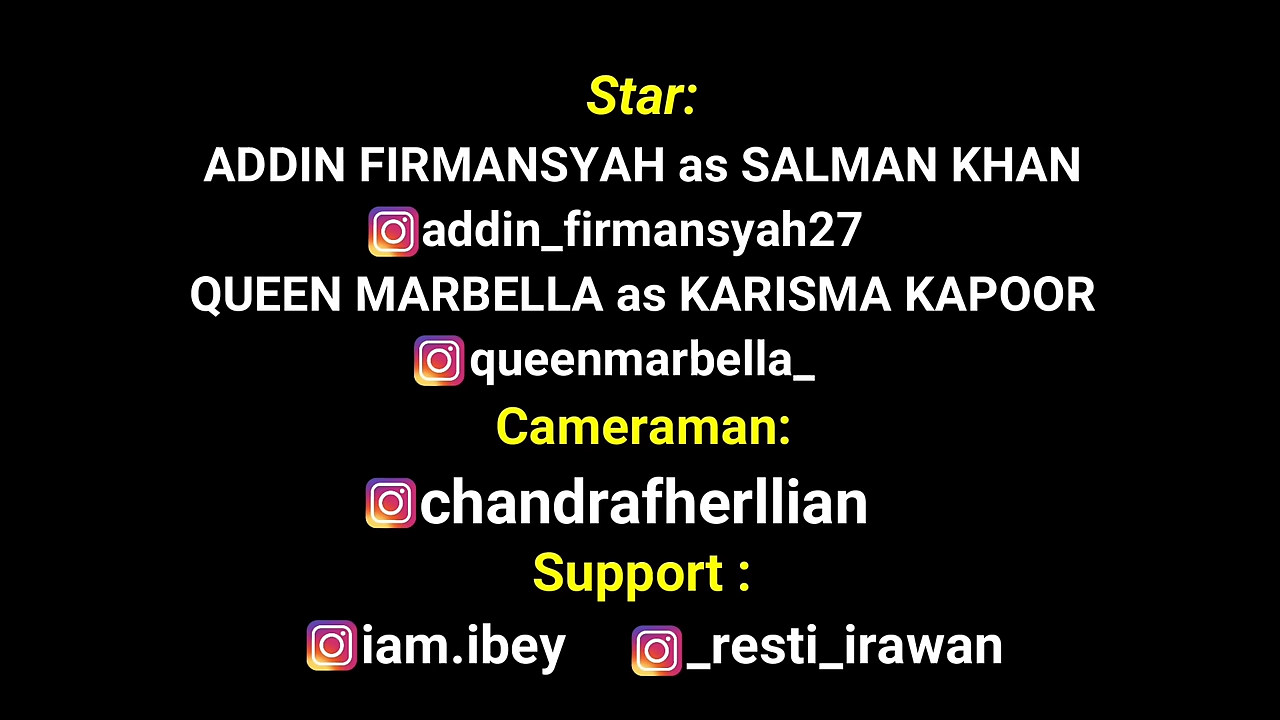 Star:
ADDIN FIRMANSYAH as SALMAN KHAN
addin_firmansyah27
QUEEN MARBELLA as KARISMA KAPOOR
queenmarbella_
Cameraman:
chandrafherllian
Support :
iam.ibey _resti_irawan